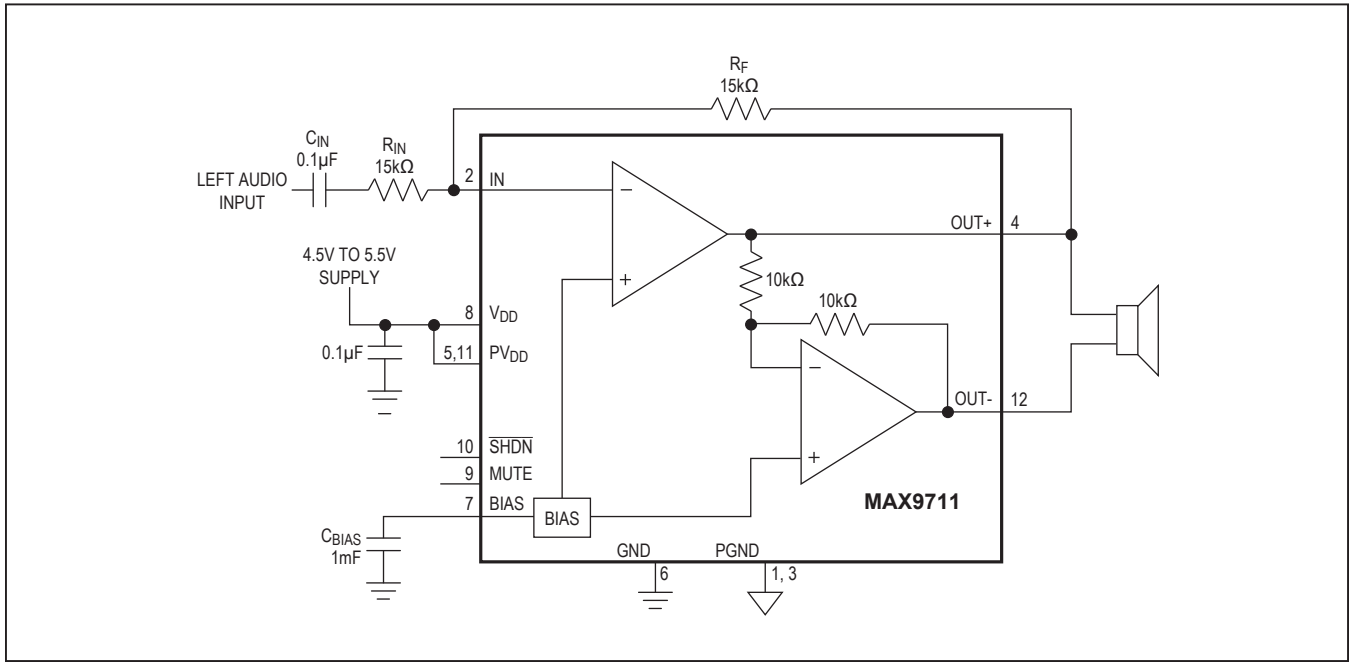 RF
15kΩ
CIN
0.1µF
RIN
15kΩ
LEFT AUDIO
INPUT
2
IN
−
+
OUT+
4
4.5V TO 5.5V
SUPPLY
10kΩ
10kΩ
8
VDD
0.1µF
5,11
PVDD
−
+
OUT-
12
10
SHDN
9
MUTE
7
BIAS
BIAS
MAX9711
CBIAS
1mF
GND
PGND
6
1, 3